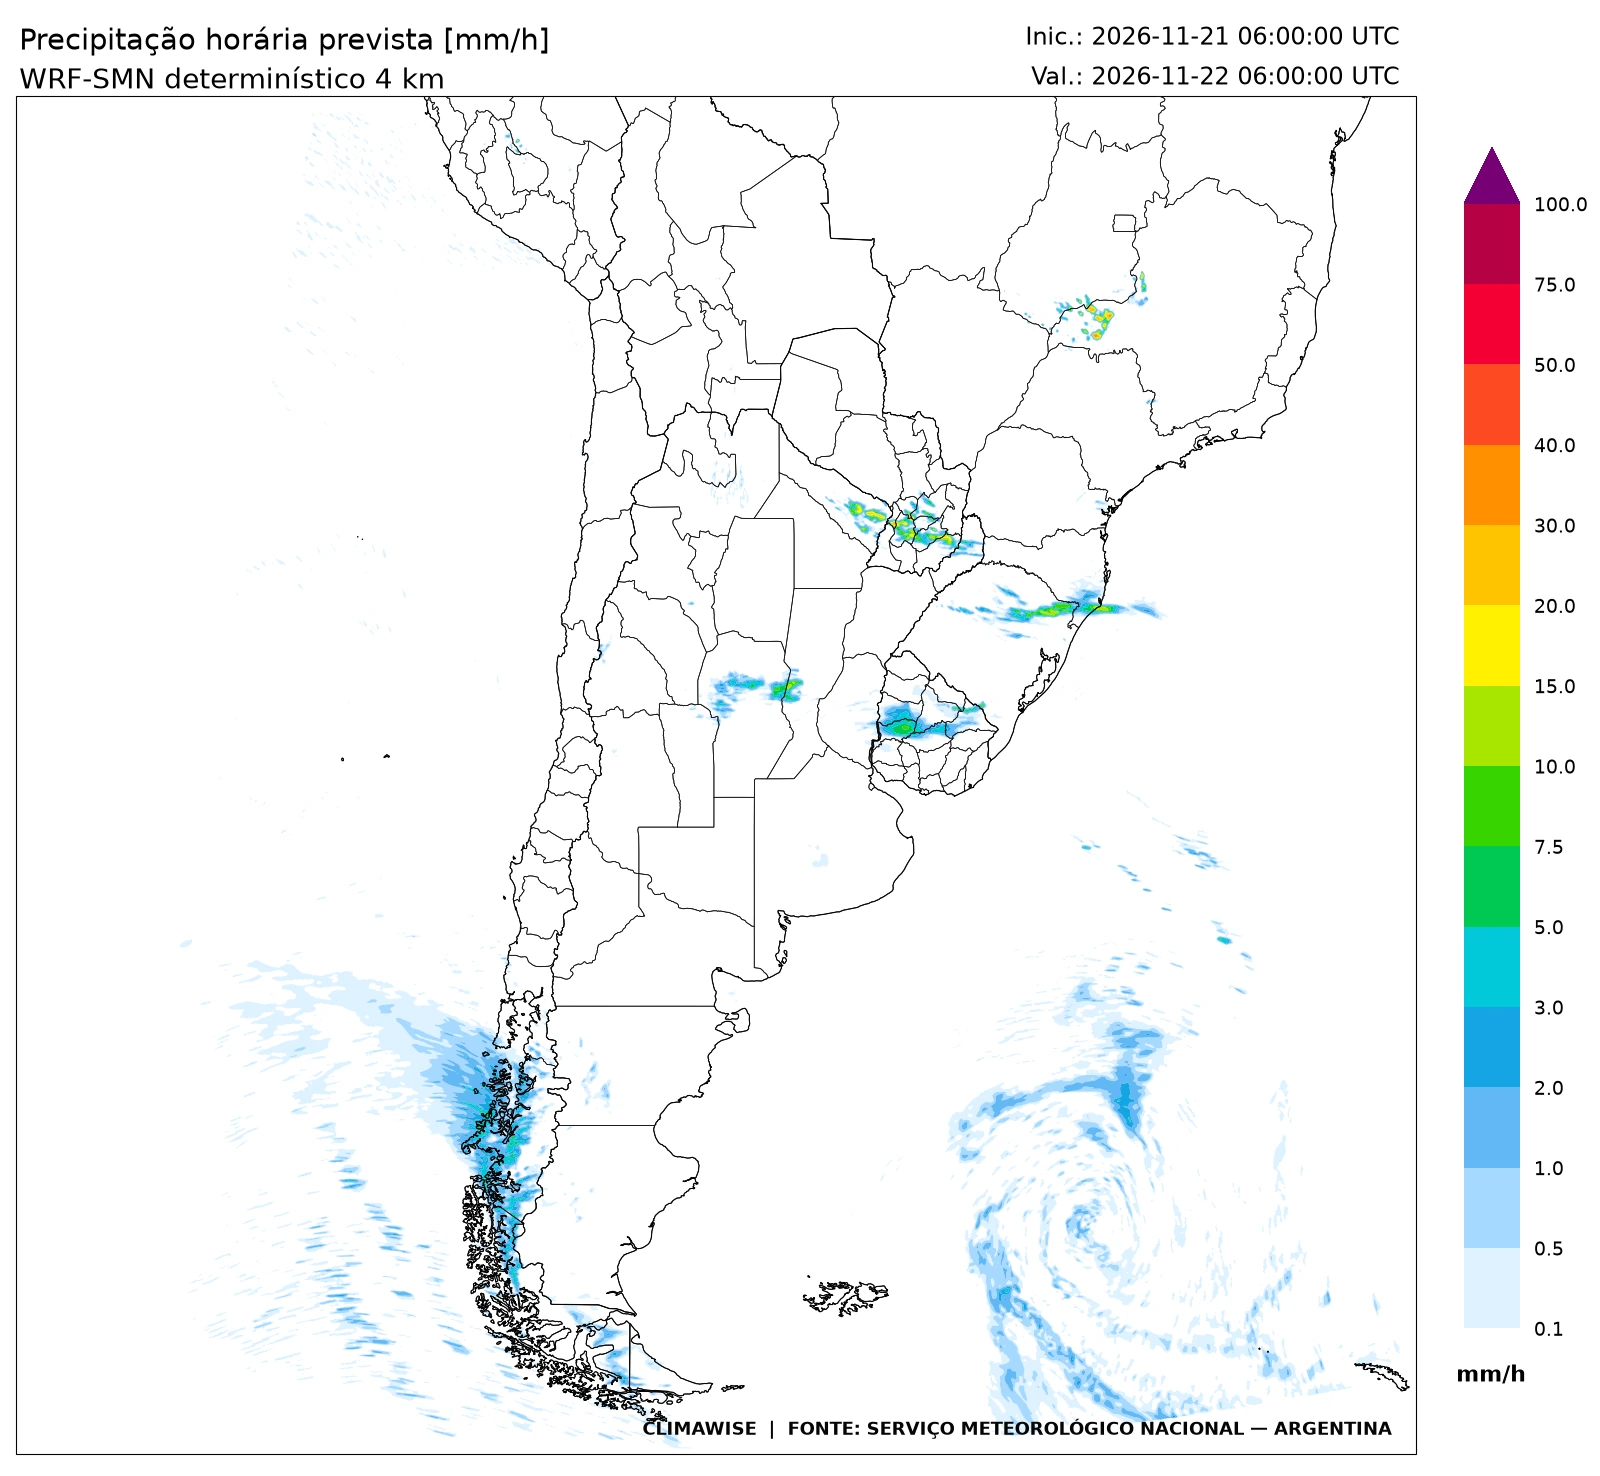 Precipitação horária prevista [mm/h]
WRF-SMN determinístico 4 km
Inic.: 2026-11-21 06:00:00 UTC
Val.: 2026-11-22 06:00:00 UTC
100.0
75.0
50.0
40.0
30.0
20.0
15.0
10.0
7.5
5.0
3.0
2.0
1.0
0.5
0.1
mm/h
CLIMAWISE | FONTE: SERVIÇO METEOROLÓGICO NACIONAL — ARGENTINA